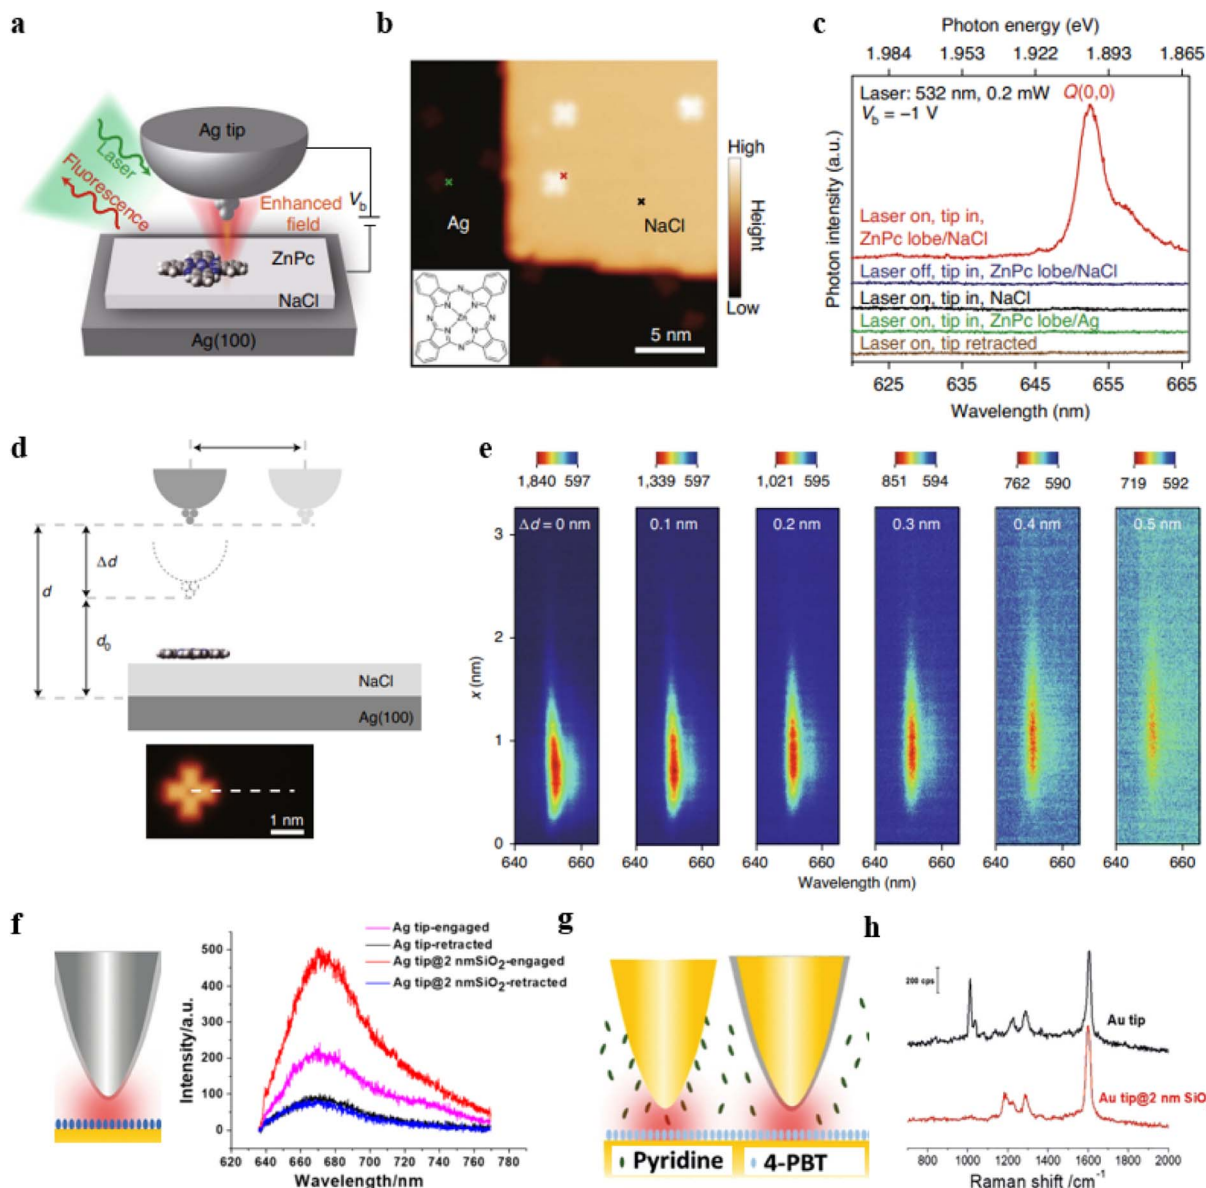 a
Ag tip
Laser
Fluorescence
Enhanced
field
V_b
ZnPc
NaCl
Ag(100)
b
Ag
NaCl
5 nm
High
Height
Low
N
N
N
N
Zn
N
N
N
N
c
Photon energy (eV)
1.984 1.953 1.922 1.893 1.865
Laser: 532 nm, 0.2 mW Q(0,0)
V_b = –1 V
Laser on, tip in,
ZnPc lobe/NaCl
Laser off, tip in, ZnPc lobe/NaCl
Laser on, tip in, NaCl
Laser on, tip in, ZnPc lobe/Ag
Laser on, tip retracted
Photon intensity (a.u.)
625 635 645 655 665
Wavelength (nm)
d
Δd
d
d_0
NaCl
Ag(100)
1 nm
e
1,840 597 1,339 597 1,021 595 851 594 762 590 719 592
Δd = 0 nm 0.1 nm 0.2 nm 0.3 nm 0.4 nm 0.5 nm
3
2
1
0
x (nm)
640 660 640 660 640 660 640 660 640 660 640 660
Wavelength (nm)
f
Ag tip-engaged
Ag tip-retracted
Ag tip@2 nmSiO₂-engaged
Ag tip@2 nmSiO₂-retracted
500
400
300
200
100
0
Intensity/a.u.
620 640 660 680 700 720 740 760 780
Wavelength/nm
g
Pyridine
4-PBT
h
200 cps
Au tip
Au tip@2 nm SiO
800 1000 1200 1400 1600 1800 2000
Raman shift /cm⁻¹